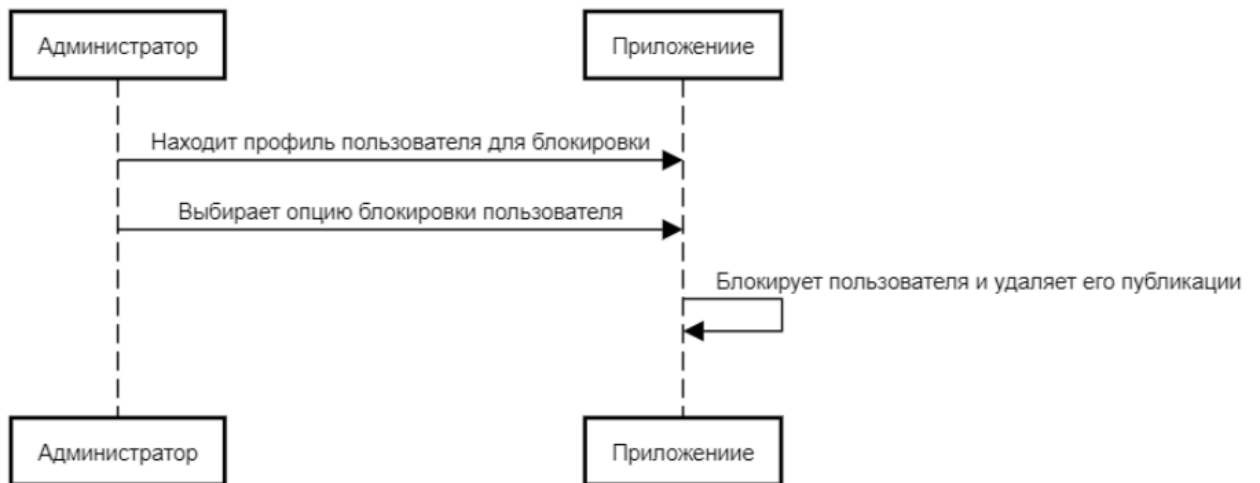 Администратор
Приложениие
Находит профиль пользователя для блокировки
Выбирает опцию блокировки пользователя
Блокирует пользователя и удаляет его публикации
Администратор
Приложениие